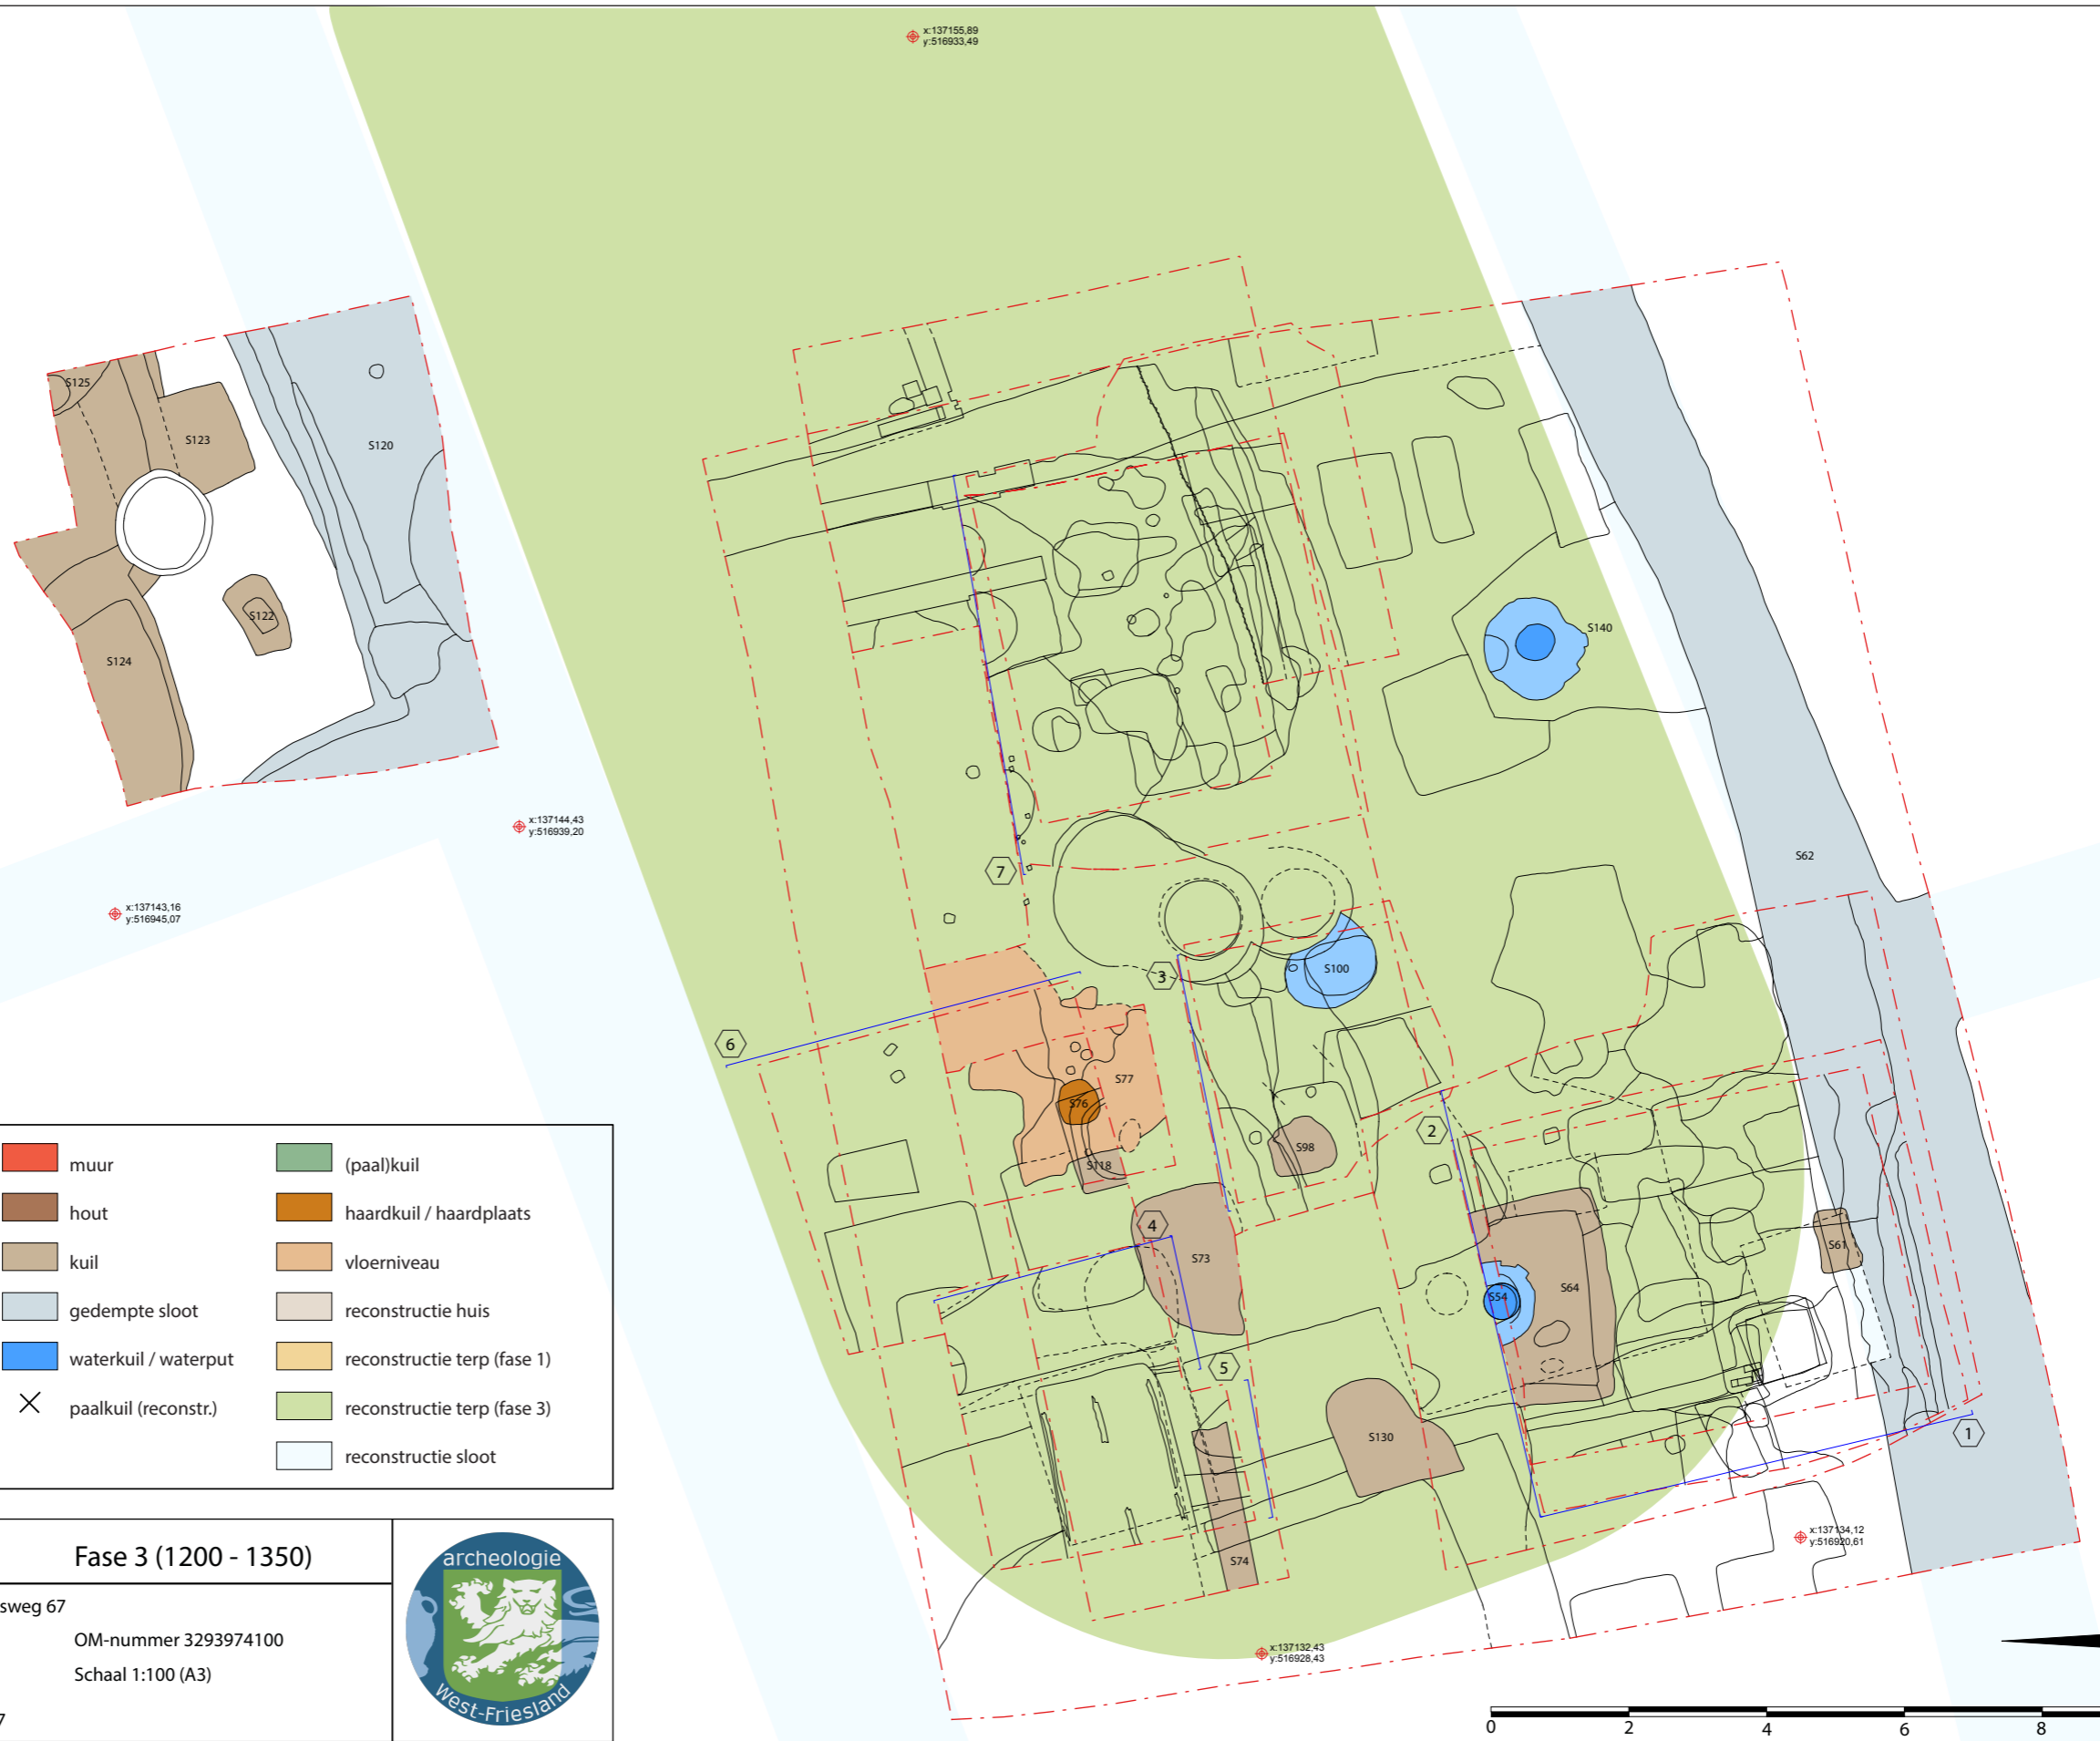 x:137155,89
y:516933,49
S125
S123
S120
S122
S124
S140
S62
x:137144,43
y:516939,20
7
x:137143,16
y:516945,07
3
S100
6
S77
S76
2
S98
S118
4
S73
S61
S54
S64
5
S130
1
S74
x:137134,12
y:516920,61
x:137132,43
y:516928,43
muur
(paal)kuil
hout
haardkuil / haardplaats
kuil
vloerniveau
gedempte sloot
reconstructie huis
waterkuil / waterput
reconstructie terp (fase 1)
paalkuil (reconstr.)
reconstructie terp (fase 3)
reconstructie sloot
Fase 3 (1200 - 1350)
sweg 67
OM-nummer 3293974100
Schaal 1:100 (A3)
7
archeologie
West-Friesland
0 2 4 6 8